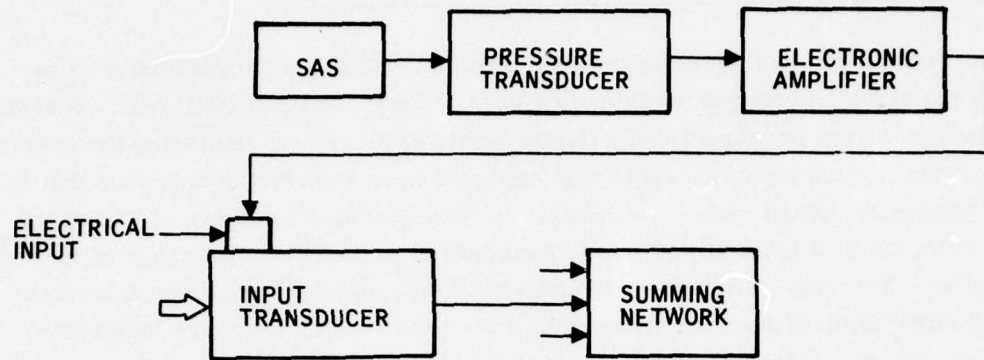 SAS
PRESSURE
TRANSDUCER
ELECTRONIC
AMPLIFIER
ELECTRICAL
INPUT
INPUT
TRANSDUCER
SUMMING
NETWORK